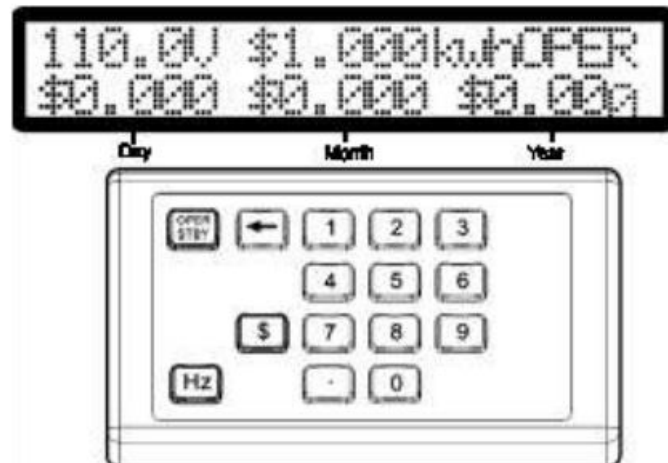 110.0V $1.000kwhOPER
$0.000 $0.000 $0.000
Day Month Year
OPER STBY ← 1 2 3
4 5 6
$ 7 8 9
Hz . 0